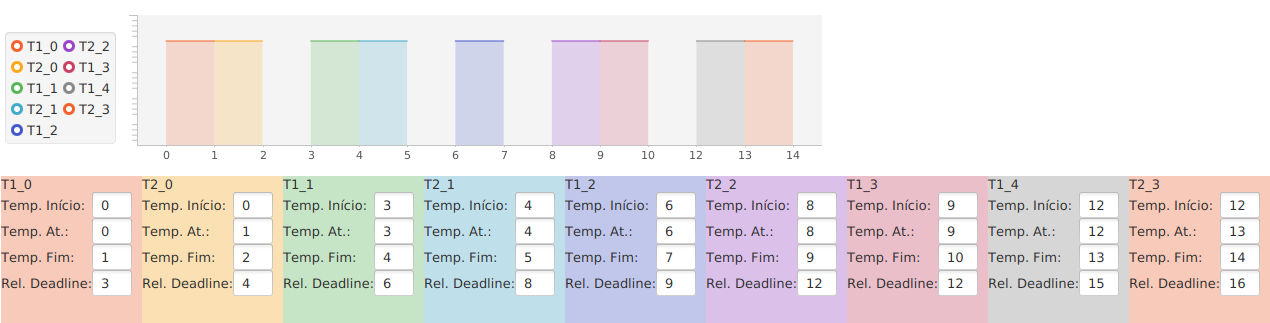 T1_0 T2_2
T2_0 T1_3
T1_1 T1_4
T2_1 T2_3
T1_2
0 1 2 3 4 5 6 7 8 9 10 12 13 14
T1_0
Temp. Início: 0
Temp. At.: 0
Temp. Fim: 1
Rel. Deadline: 3
T2_0
Temp. Início: 0
Temp. At.: 1
Temp. Fim: 2
Rel. Deadline: 4
T1_1
Temp. Início: 3
Temp. At.: 3
Temp. Fim: 4
Rel. Deadline: 6
T2_1
Temp. Início: 4
Temp. At.: 4
Temp. Fim: 5
Rel. Deadline: 8
T1_2
Temp. Início: 6
Temp. At.: 6
Temp. Fim: 7
Rel. Deadline: 9
T2_2
Temp. Início: 8
Temp. At.: 8
Temp. Fim: 9
Rel. Deadline: 12
T1_3
Temp. Início: 9
Temp. At.: 9
Temp. Fim: 10
Rel. Deadline: 12
T1_4
Temp. Início: 12
Temp. At.: 12
Temp. Fim: 13
Rel. Deadline: 15
T2_3
Temp. Início: 12
Temp. At.: 13
Temp. Fim: 14
Rel. Deadline: 16